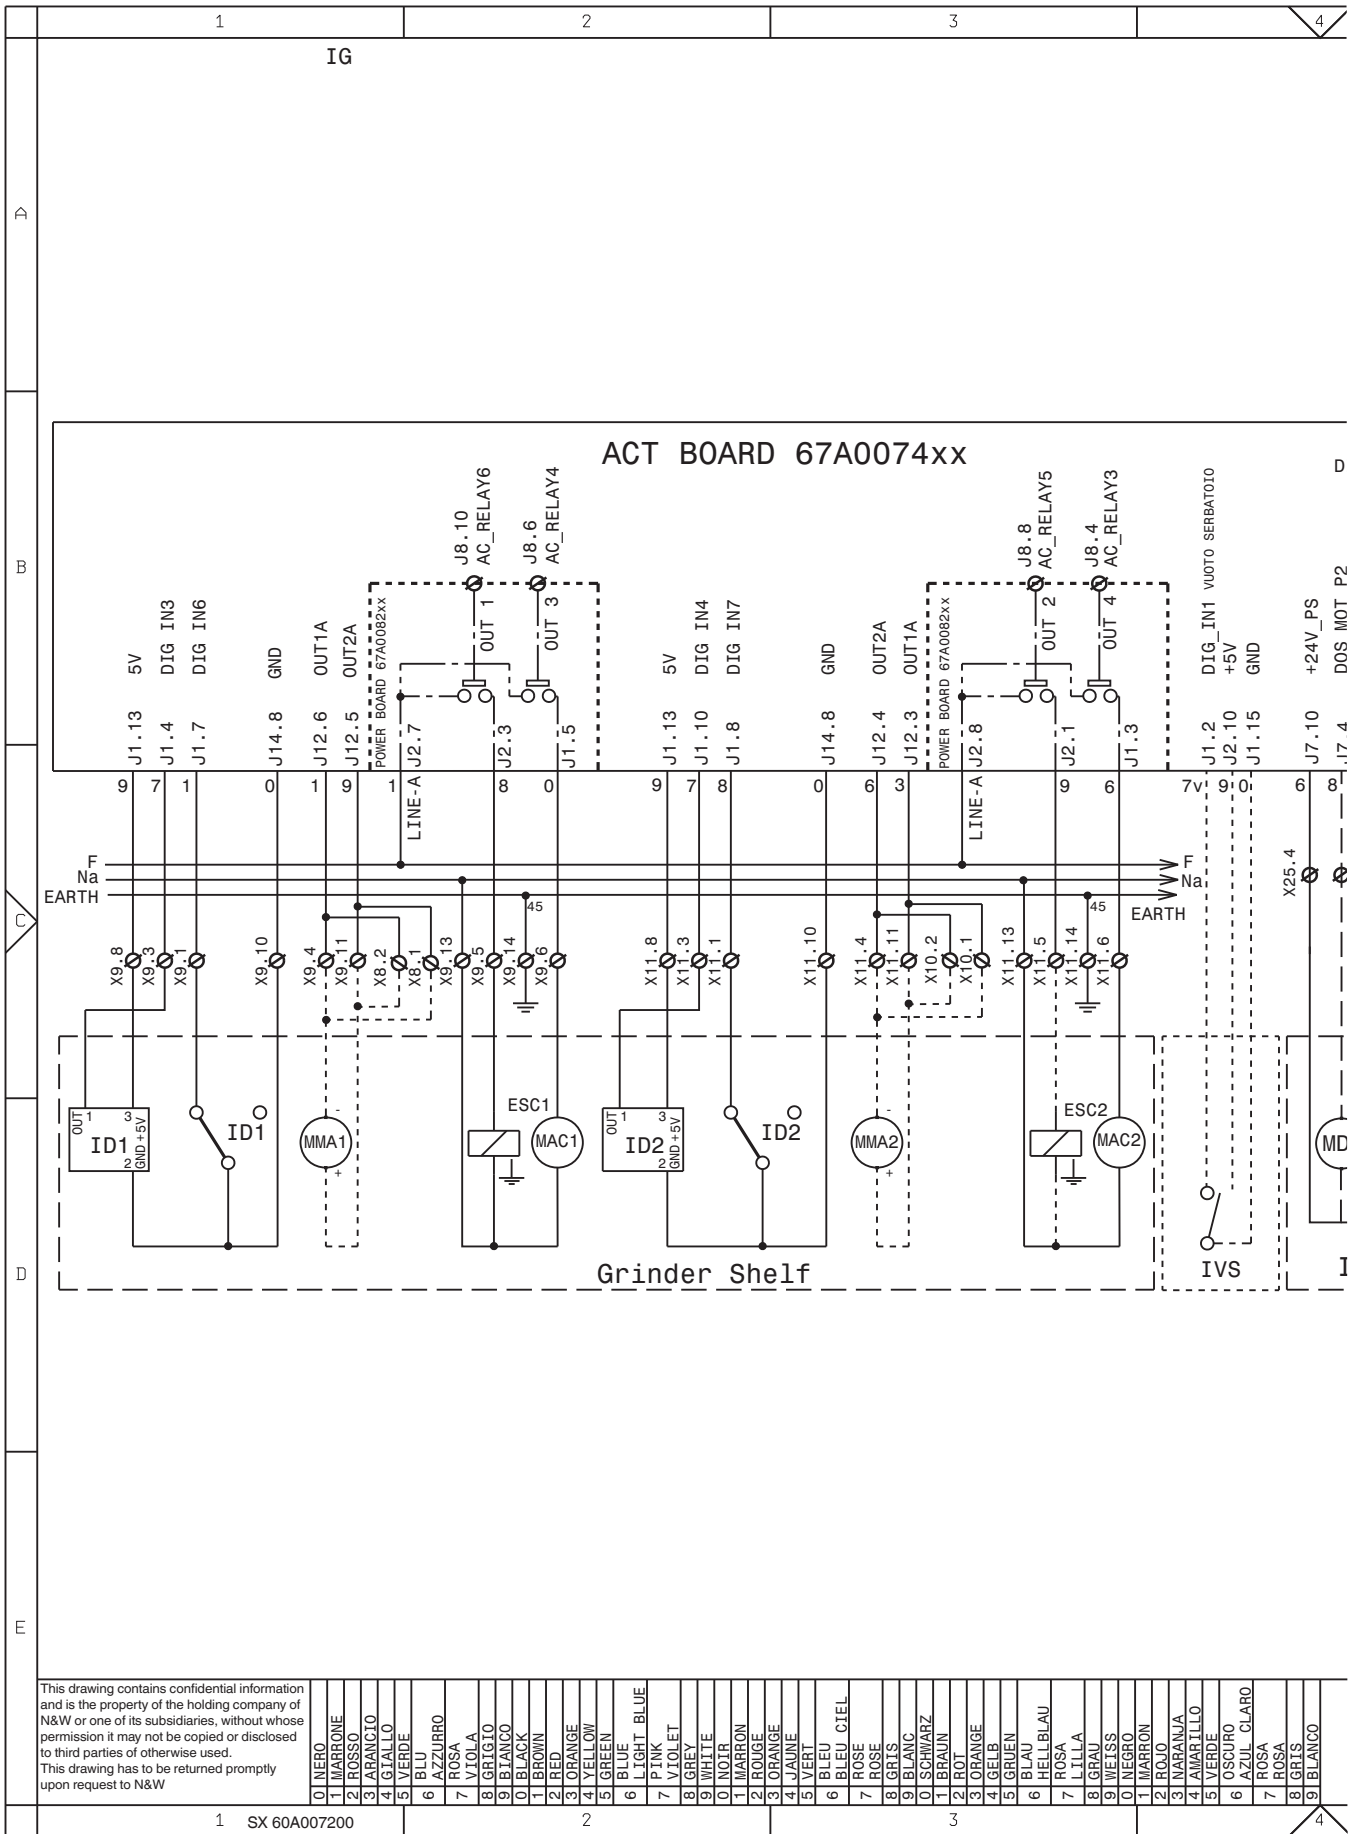 1
2
3
4
IG
A
B
C
D
E
ACT BOARD 67A0074xx
D
J8.10
AC_RELAY6
J8.6
AC_RELAY4
J8.8
AC_RELAY5
J8.4
AC_RELAY3
POWER BOARD 67A0082xx
OUT 1
OUT 3
POWER BOARD 67A0082xx
OUT 2
OUT 4
J1.13 5V
J1.4 DIG IN3
J1.7 DIG IN6
J14.8 GND
J12.6 OUT1A
J12.5 OUT2A
J2.7
J2.3
J1.5
J1.13 5V
J1.10 DIG IN4
J1.8 DIG IN7
J14.8 GND
J12.4 OUT2A
J12.3 OUT1A
J2.8
J2.1
J1.3
J1.2 DIG_IN1 VUOTO SERBATOIO
J2.10 +5V
J1.15 GND
J7.10 +24V_PS
J7.4 DOS MOT P2
9 7 1 0 1 9 1 8 0 9 7 8 0 6 3 9 6 7v 9 0 6 8
LINE-A
LINE-A
F
Na
EARTH
F
Na
EARTH
45
45
X9.8
X9.3
X9.1
X9.10
X9.4
X9.11
X8.2
X8.1
X9.13
X9.5
X9.14
X9.6
X11.8
X11.3
X11.1
X11.10
X11.4
X11.11
X10.2
X10.1
X11.13
X11.5
X11.14
X11.6
X25.4
OUT 1 3
ID1
2 GND +5V
ID1
MMA1
-
+
ESC1
MAC1
OUT 1 3
ID2
2 GND +5V
ID2
MMA2
-
+
ESC2
MAC2
IVS
MD
I
Grinder Shelf
This drawing contains confidential information
and is the property of the holding company of
N&W or one of its subsidiaries, without whose
permission it may not be copied or disclosed
to third parties of otherwise used.
This drawing has to be returned promptly
upon request to N&W
0 NERO
1 MARRONE
2 ROSSO
3 ARANCIO
4 GIALLO
5 VERDE
6 BLU
AZZURRO
7 ROSA
VIOLA
8 GRIGIO
9 BIANCO
0 BLACK
1 BROWN
2 RED
3 ORANGE
4 YELLOW
5 GREEN
6 BLUE
LIGHT BLUE
7 PINK
VIOLET
8 GREY
9 WHITE
0 NOIR
1 MARRON
2 ROUGE
3 ORANGE
4 JAUNE
5 VERT
6 BLEU
BLEU CIEL
7 ROSE
ROSE
8 GRIS
9 BLANC
0 SCHWARZ
1 BRAUN
2 ROT
3 ORANGE
4 GELB
5 GRUEN
6 BLAU
HELLBLAU
7 ROSA
LILLA
8 GRAU
9 WEISS
0 NEGRO
1 MARRON
2 ROJO
3 NARANJA
4 AMARILLO
5 VERDE
6 OSCURO
AZUL CLARO
7 ROSA
ROSA
8 GRIS
9 BLANCO
1
SX 60A007200
2
3
4